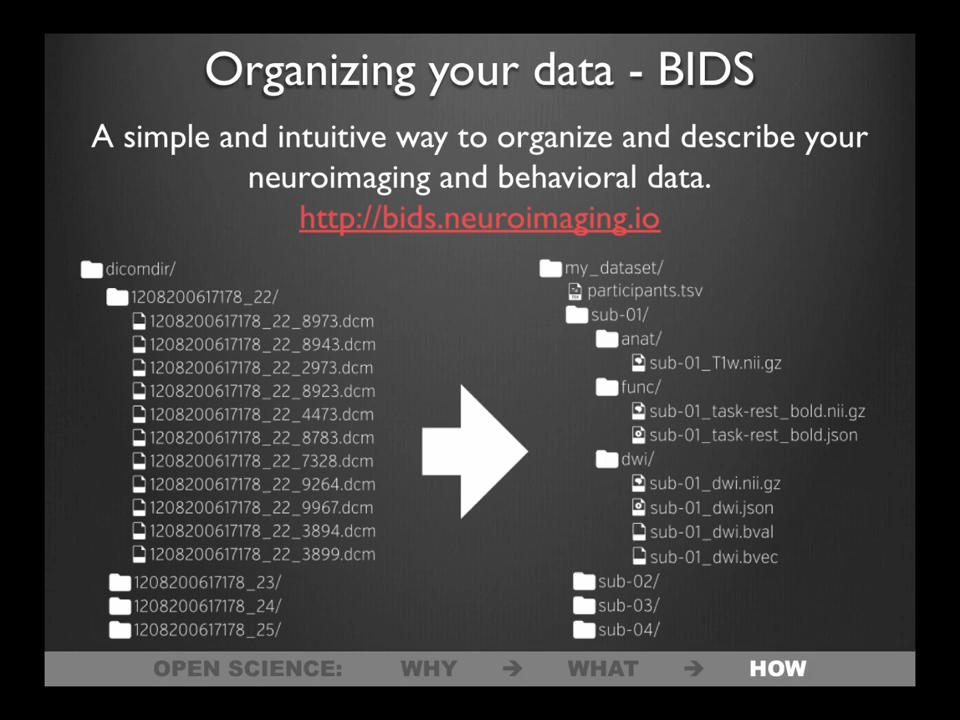 Organizing your data - BIDS
A simple and intuitive way to organize and describe your
neuroimaging and behavioral data.
http://bids.neuroimaging.io
dicomdir/
1208200617178_22/
1208200617178_22_8973.dcm
1208200617178_22_8943.dcm
1208200617178_22_2973.dcm
1208200617178_22_8923.dcm
1208200617178_22_4473.dcm
1208200617178_22_8783.dcm
1208200617178_22_7328.dcm
1208200617178_22_9264.dcm
1208200617178_22_9967.dcm
1208200617178_22_3894.dcm
1208200617178_22_3899.dcm
1208200617178_23/
1208200617178_24/
1208200617178_25/
my_dataset/
participants.tsv
sub-01/
anat/
sub-01_T1w.nii.gz
func/
sub-01_task-rest_bold.nii.gz
sub-01_task-rest_bold.json
dwi/
sub-01_dwi.nii.gz
sub-01_dwi.json
sub-01_dwi.bval
sub-01_dwi.bvec
sub-02/
sub-03/
sub-04/
OPEN SCIENCE: WHY → WHAT → HOW